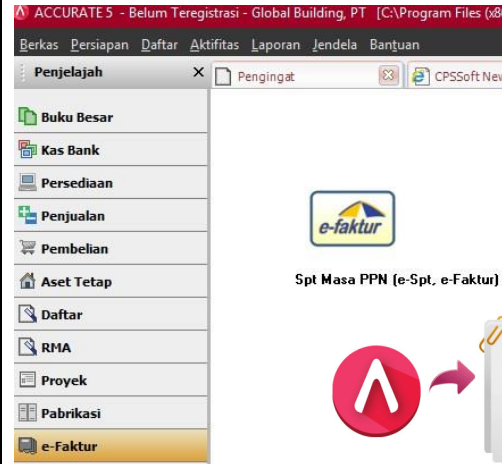 ACCURATE 5 - Belum Teregistrasi - Global Building, PT [C:\Program Files (x8
Berkas Persiapan Daftar Aktifitas Laporan Jendela Bantuan
Penjelajah X Pengingat CPSSoft New
Buku Besar
Kas Bank
Persediaan
Penjualan
Pembelian
Aset Tetap
Daftar
RMA
Proyek
Pabrikasi
e-Faktur
e-faktur
Spt Masa PPN (e-Spt, e-Faktur)